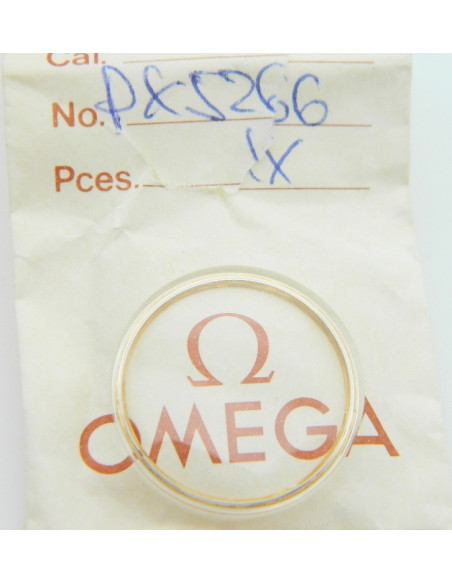 Cal.
No. PX5266
Pces. 1x
Ω
OMEGA